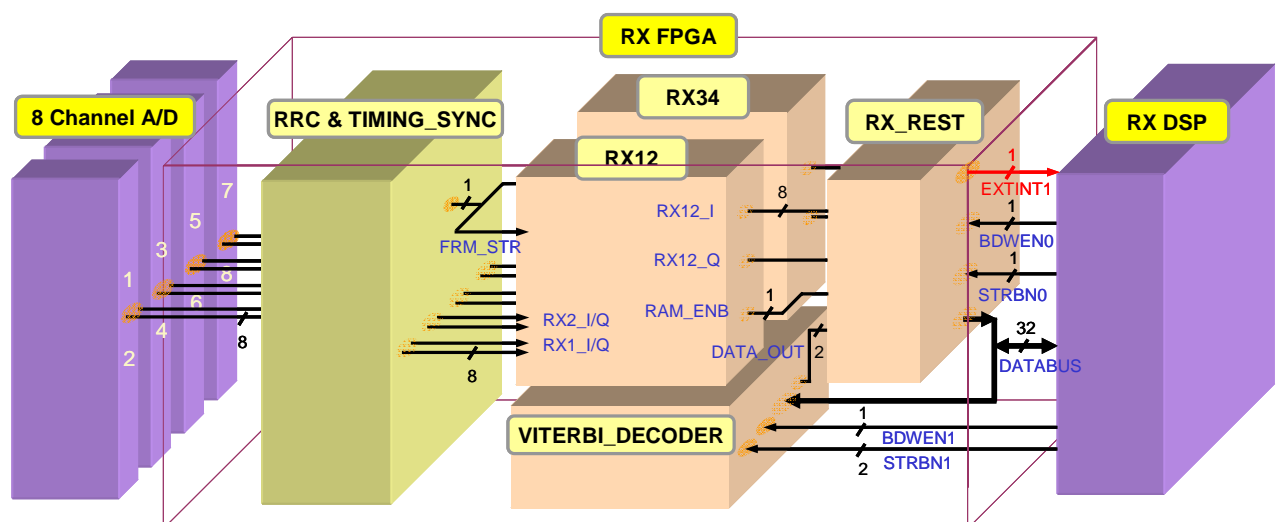 RX FPGA
8 Channel A/D
RRC & TIMING_SYNC
RX34
RX_REST
RX DSP
RX12
7
5
3
1
8
6
4
2
8
1
FRM_STR
RX2_I/Q
RX1_I/Q
8
RX12_I
8
RX12_Q
RAM_ENB
1
DATA_OUT
2
1
EXTINT1
1
BDWEN0
1
STRBN0
32
DATABUS
VITERBI_DECODER
1
BDWEN1
STRBN1
2